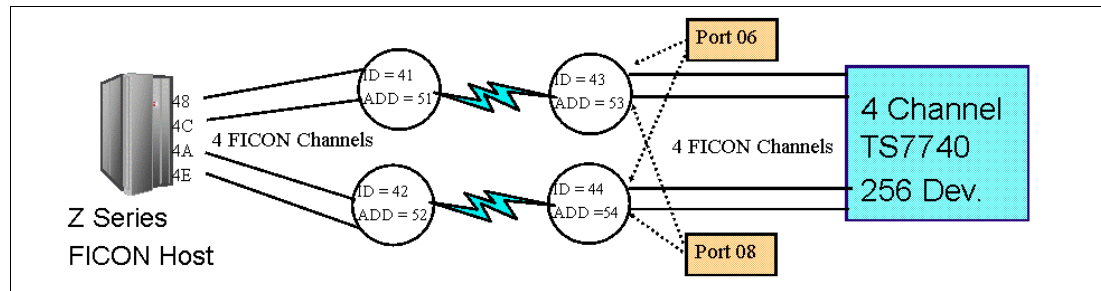 Port 06
ID = 41
ADD = 51
ID = 43
ADD = 53
48
4C
4A
4E
4 FICON Channels
4 FICON Channels
4 Channel
TS7740
256 Dev.
ID = 42
ADD = 52
ID = 44
ADD =54
Z Series
FICON Host
Port 08